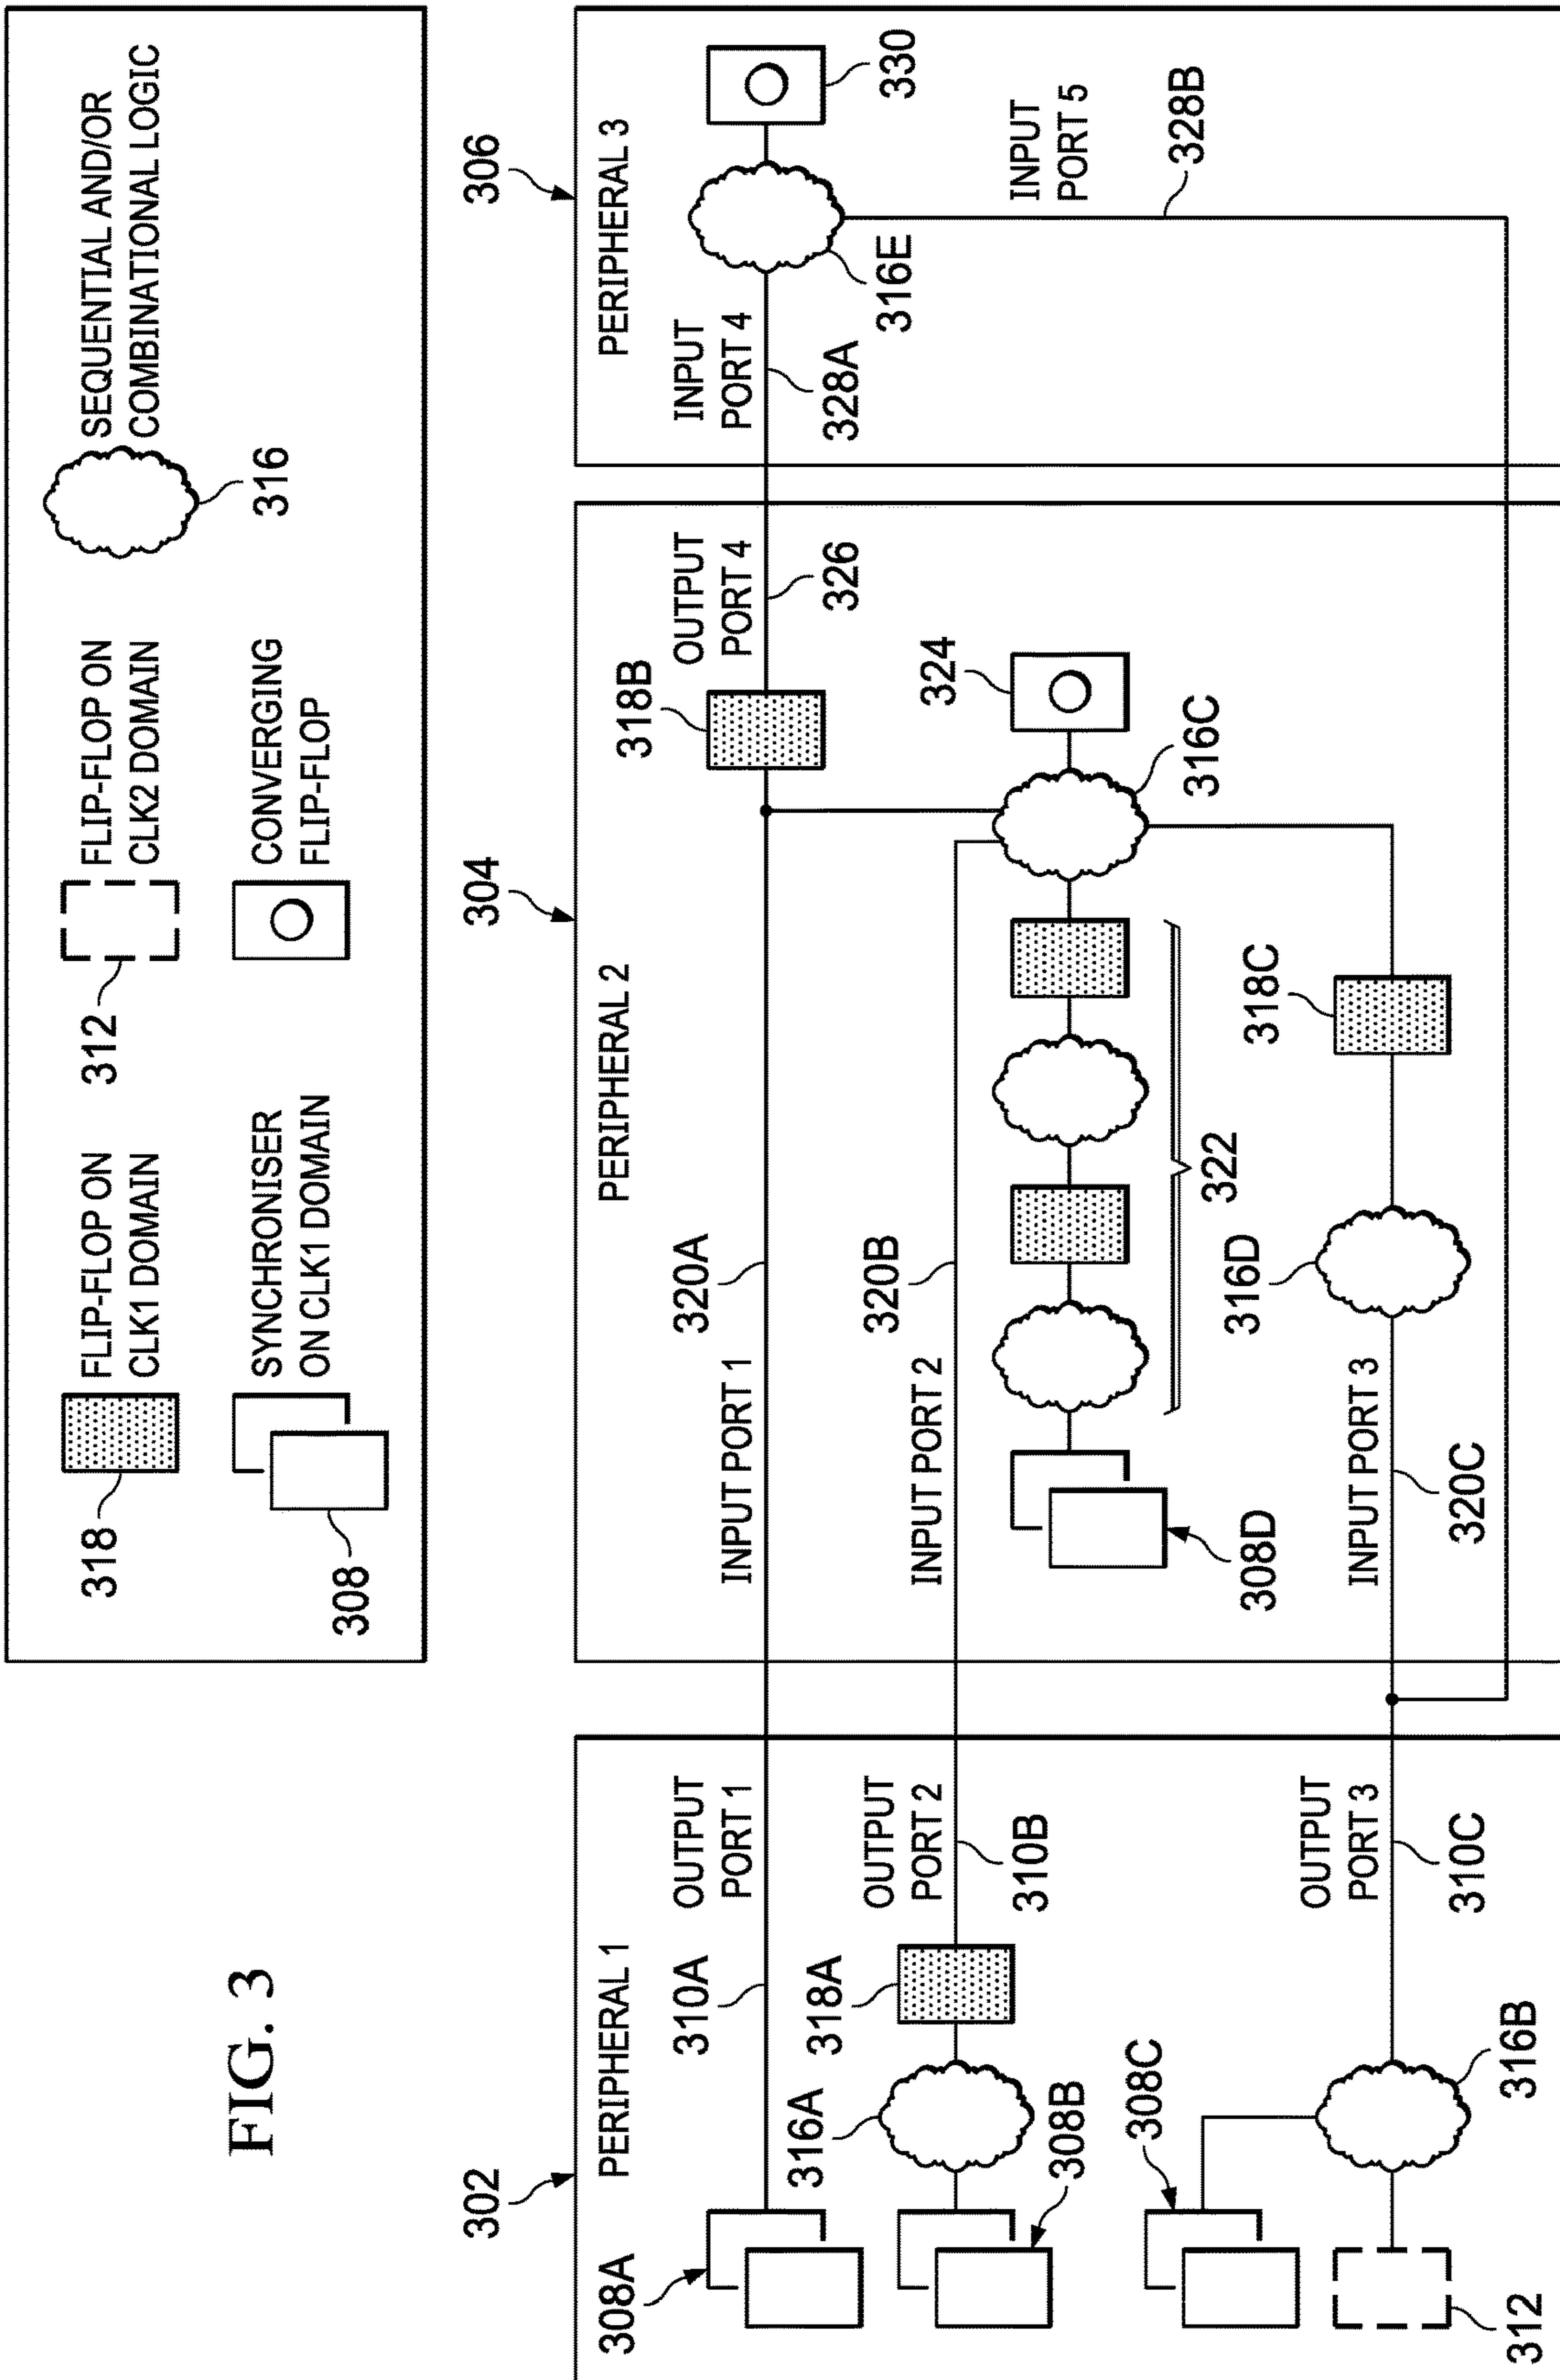 FIG. 3
318
FLIP-FLOP ON
CLK1 DOMAIN
312
FLIP-FLOP ON
CLK2 DOMAIN
316
SEQUENTIAL AND/OR
COMBINATIONAL LOGIC
308
SYNCHRONISER
ON CLK1 DOMAIN
CONVERGING
FLIP-FLOP
302
PERIPHERAL 1
308A
310A
OUTPUT
PORT 1
316A
318A
308B
OUTPUT
PORT 2
310B
308C
312
316B
OUTPUT
PORT 3
310C
304
PERIPHERAL 2
INPUT PORT 1
320A
318B
OUTPUT
PORT 4
326
INPUT PORT 2
320B
308D
322
324
316C
INPUT PORT 3
320C
316D
318C
306
PERIPHERAL 3
INPUT
PORT 4
328A
316E
330
INPUT
PORT 5
328B